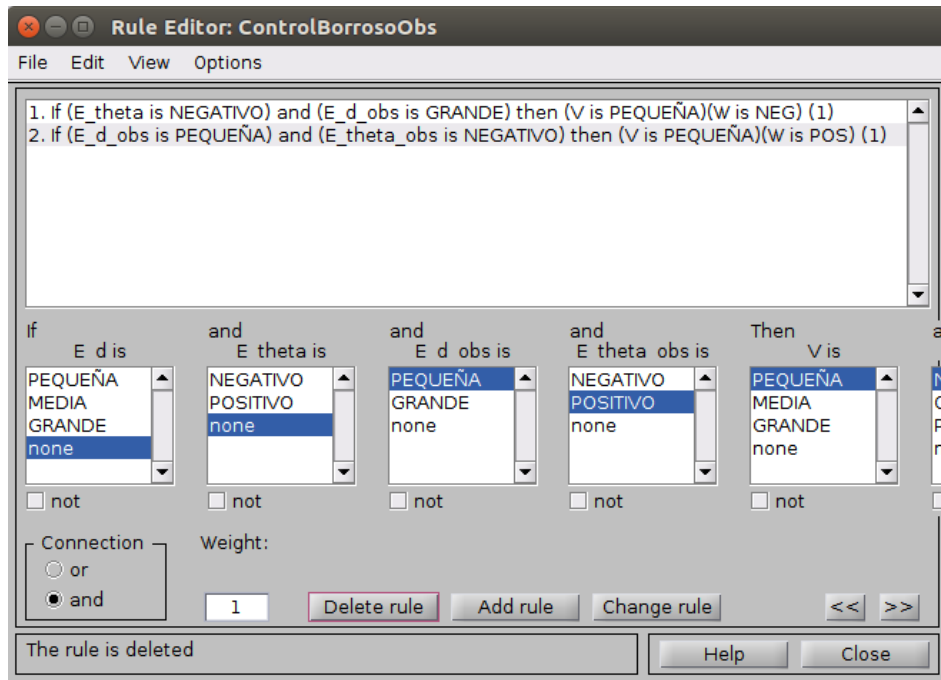 Rule Editor: ControlBorrosoObs
File Edit View Options
1. If (E_theta is NEGATIVO) and (E_d_obs is GRANDE) then (V is PEQUEÑA)(W is NEG) (1)
2. If (E_d_obs is PEQUEÑA) and (E_theta_obs is NEGATIVO) then (V is PEQUEÑA)(W is POS) (1)
If and and and Then
E d is E theta is E d obs is E theta obs is V is
PEQUEÑA NEGATIVO PEQUEÑA NEGATIVO PEQUEÑA
MEDIA POSITIVO GRANDE POSITIVO MEDIA
GRANDE none none none GRANDE
none none
not not not not not
Connection Weight:
or
and 1 Delete rule Add rule Change rule << >>
The rule is deleted Help Close